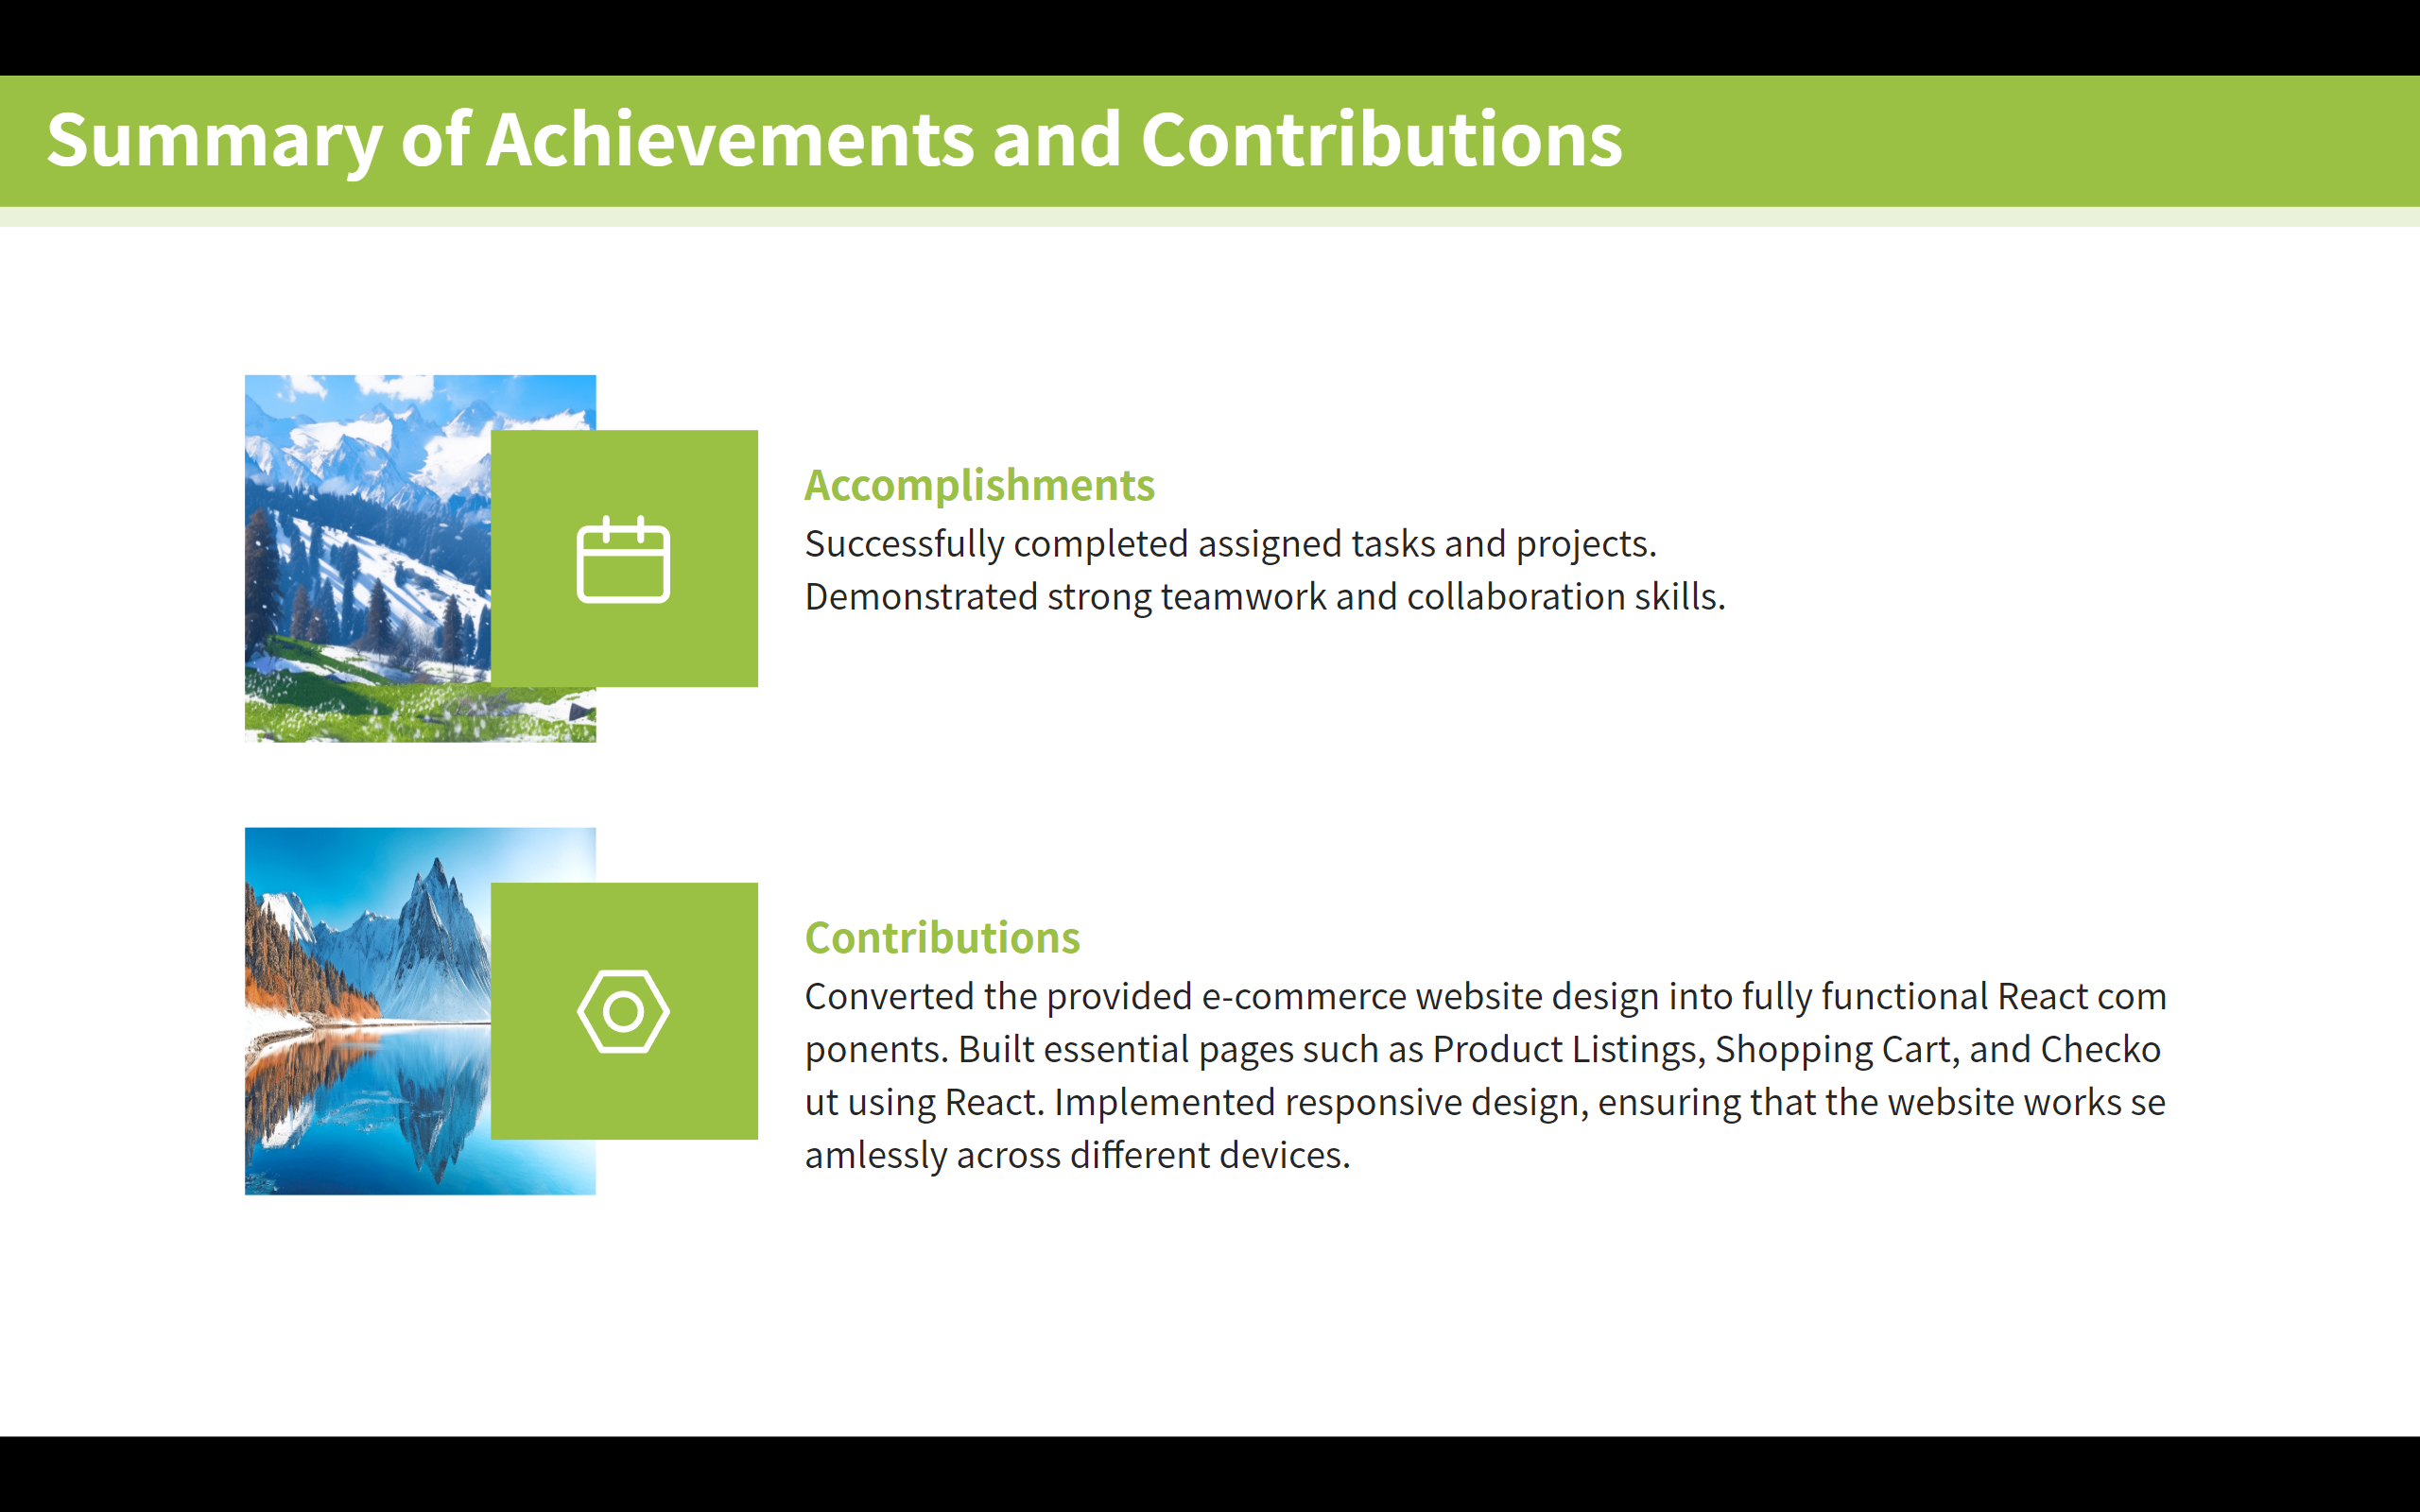 Summary of Achievements and Contributions
Accomplishments
Successfully completed assigned tasks and projects.
Demonstrated strong teamwork and collaboration skills.
Contributions
Converted the provided e-commerce website design into fully functional React com
ponents. Built essential pages such as Product Listings, Shopping Cart, and Checko
ut using React. Implemented responsive design, ensuring that the website works se
amlessly across different devices.